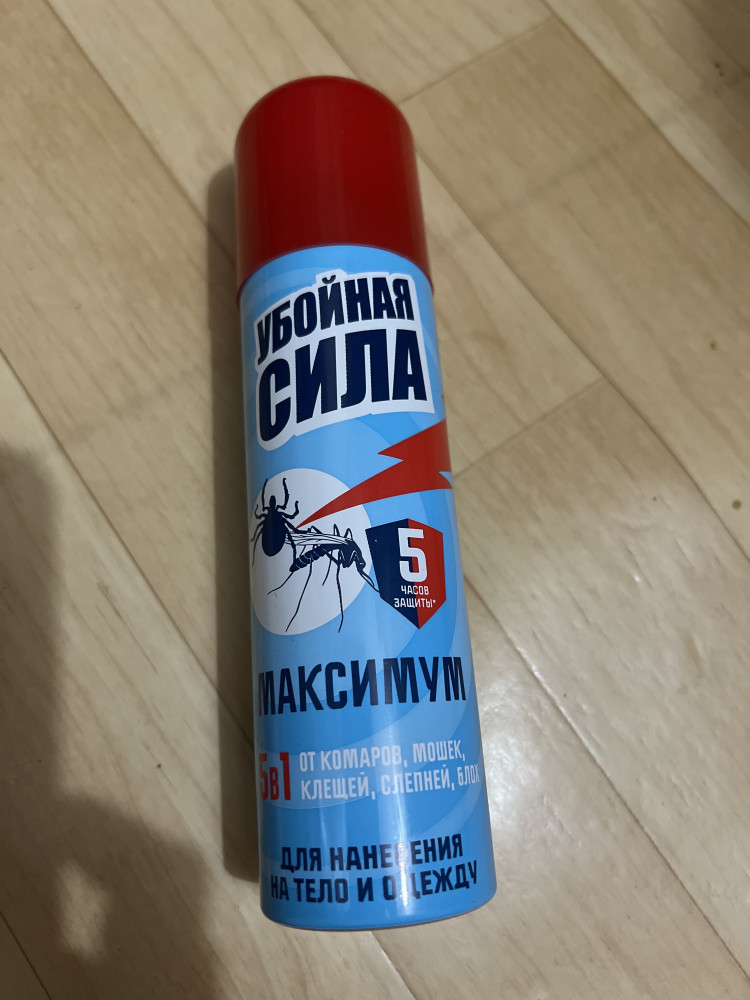 УБОЙНАЯ
СИЛА
5
ЧАСОВ
ЗАЩИТЫ*
МАКСИМУМ
5в1 ОТ КОМАРОВ, МОШЕК,
КЛЕЩЕЙ, СЛЕПНЕЙ, БЛОХ
ДЛЯ НАНЕСЕНИЯ
НА ТЕЛО И ОДЕЖДУ